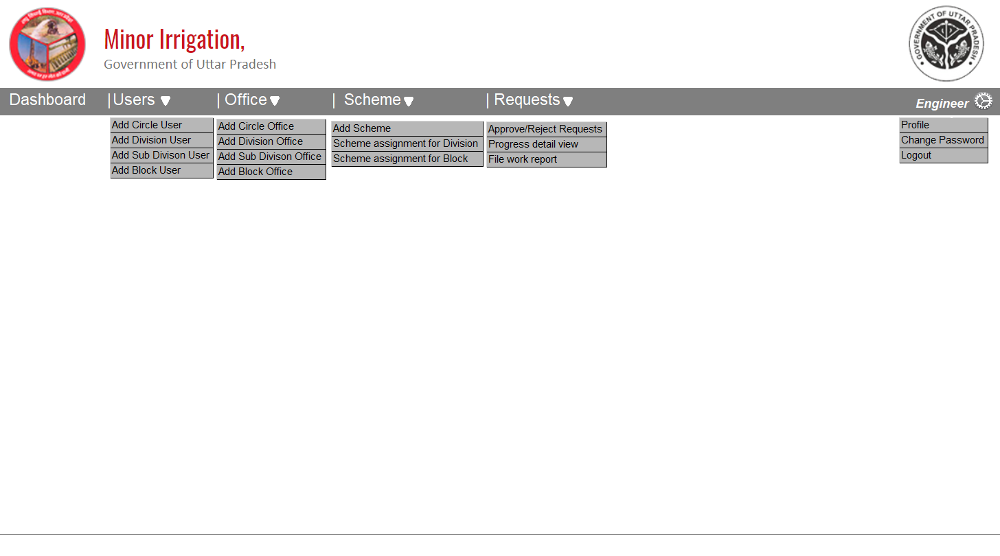 Minor Irrigation,
Government of Uttar Pradesh
GOVERNMENT OF UTTAR PRADESH
Dashboard |Users | Office | Scheme | Requests Engineer
Add Circle User
Add Division User
Add Sub Divison User
Add Block User
Add Circle Office
Add Division Office
Add Sub Divison Office
Add Block Office
Add Scheme
Scheme assignment for Division
Scheme assignment for Block
Approve/Reject Requests
Progress detail view
File work report
Profile
Change Password
Logout